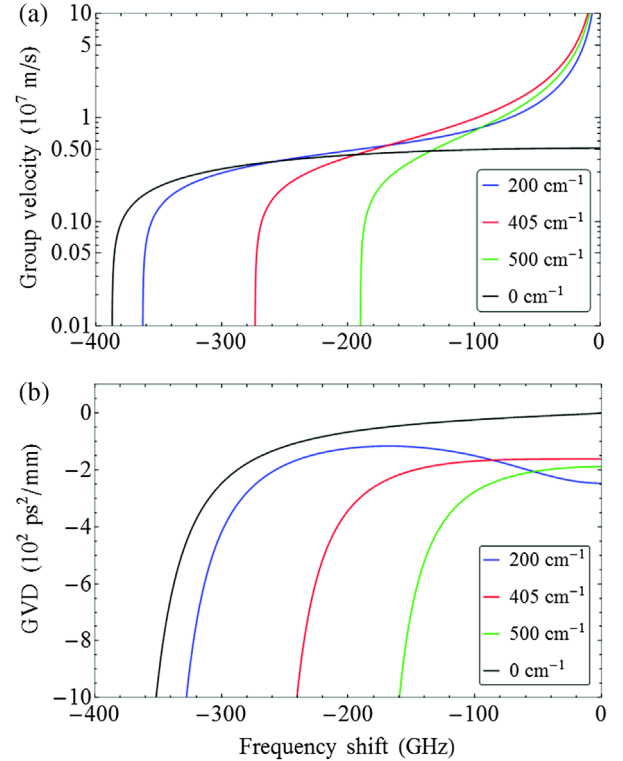 (a)
Group velocity (10⁷ m/s)
10
5
1
0.50
0.10
0.05
0.01
200 cm⁻¹
405 cm⁻¹
500 cm⁻¹
0 cm⁻¹
−400
−300
−200
−100
0
(b)
GVD (10² ps²/mm)
0
−2
−4
−6
−8
−10
200 cm⁻¹
405 cm⁻¹
500 cm⁻¹
0 cm⁻¹
−400
−300
−200
−100
0
Frequency shift (GHz)